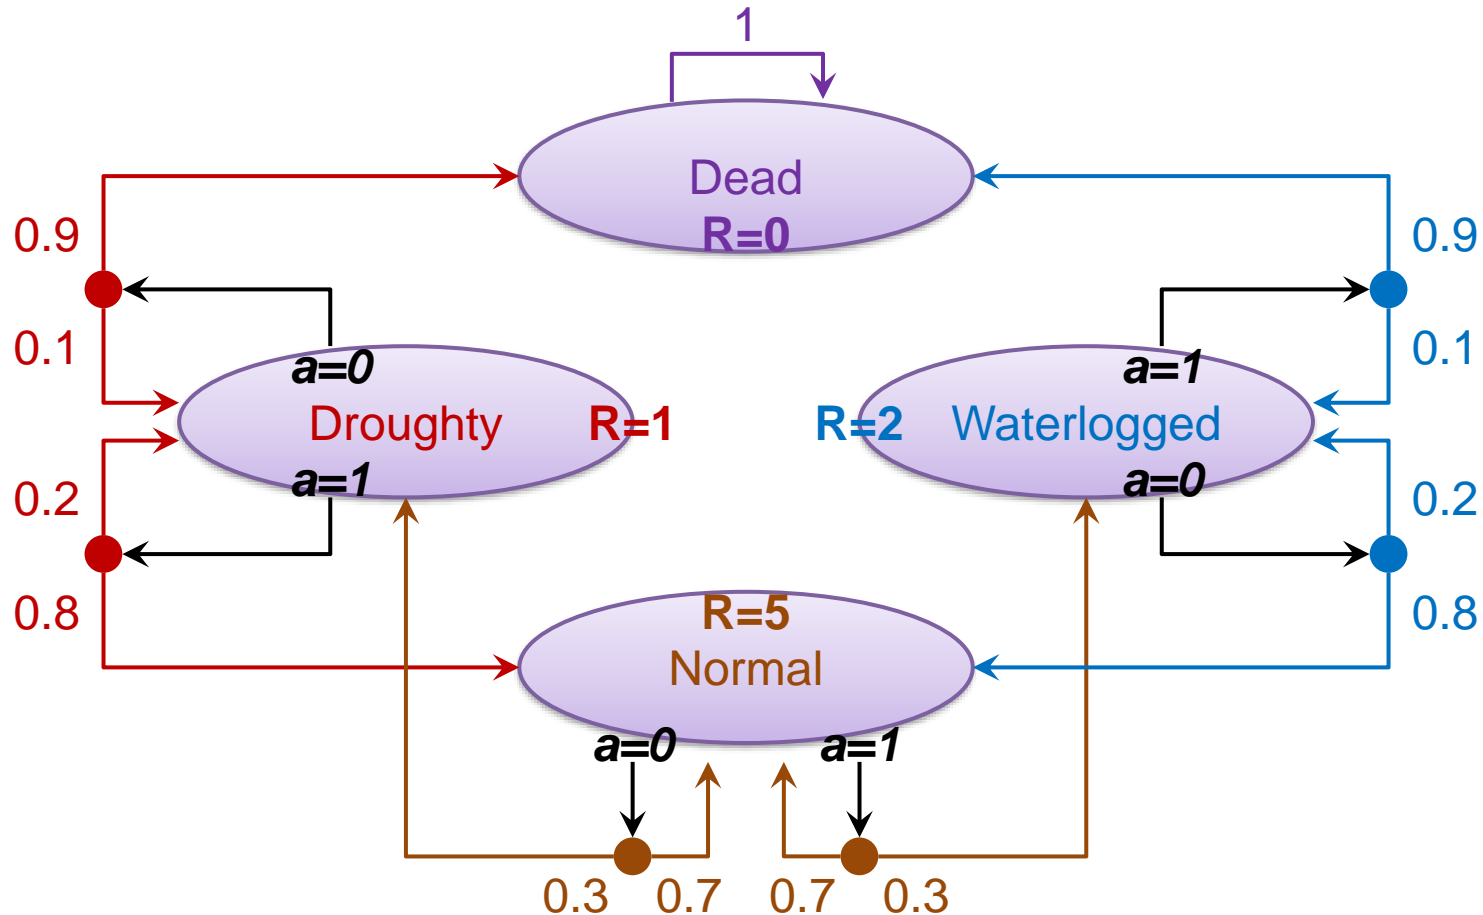 1
Dead
R=0
0.9
0.9
0.1
0.1
a=0
a=1
Droughty R=1
R=2 Waterlogged
a=1
a=0
0.2
0.2
0.8
0.8
R=5
Normal
a=0
a=1
0.3
0.7
0.7
0.3